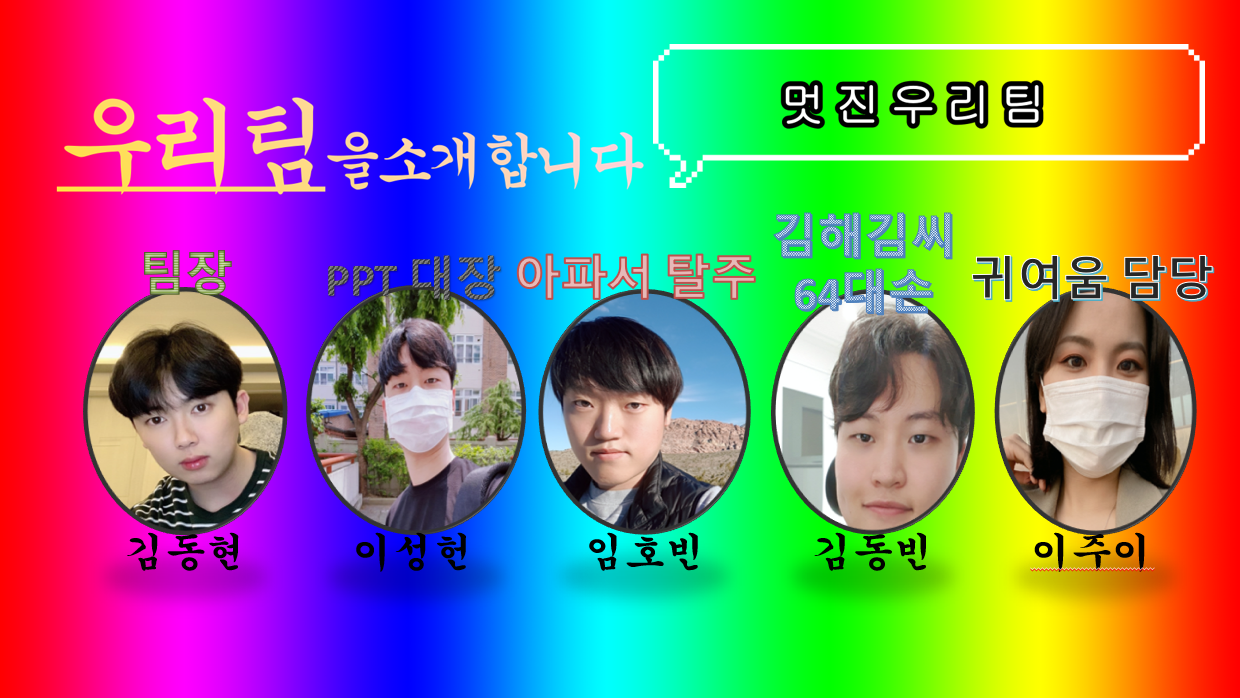 우리팀을소개합니다
멋진우리팀
팀장
PPT 대장
아파서 탈주
김해김씨
64대손
귀여움 담당
김동현
이성헌
임호빈
김동빈
이주이